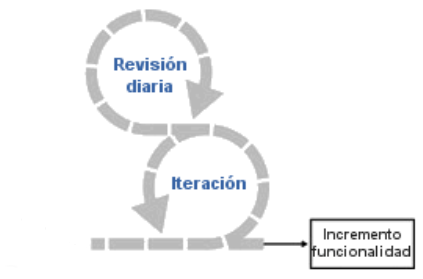 Revisión
diaria
Iteración
Incremento
funcionalidad